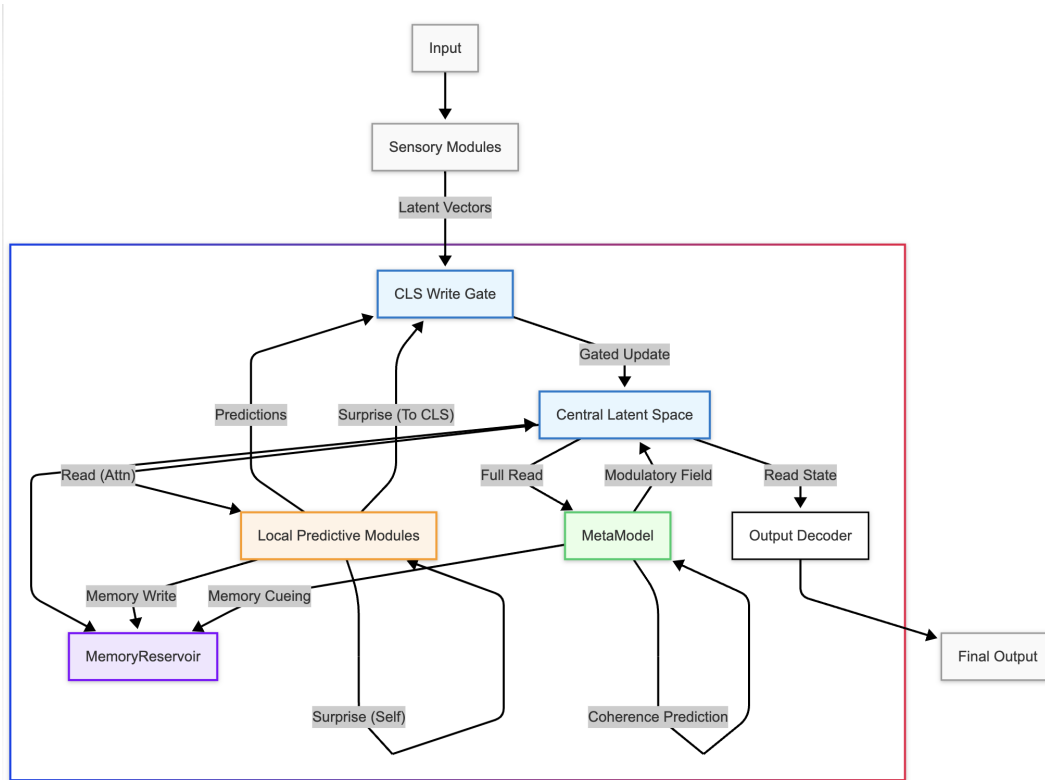 Input
Sensory Modules
Latent Vectors
CLS Write Gate
Gated Update
Predictions
Surprise (To CLS)
Central Latent Space
Read (Attn)
Full Read
Modulatory Field
Read State
Local Predictive Modules
MetaModel
Output Decoder
Memory Write
Memory Cueing
MemoryReservoir
Final Output
Surprise (Self)
Coherence Prediction